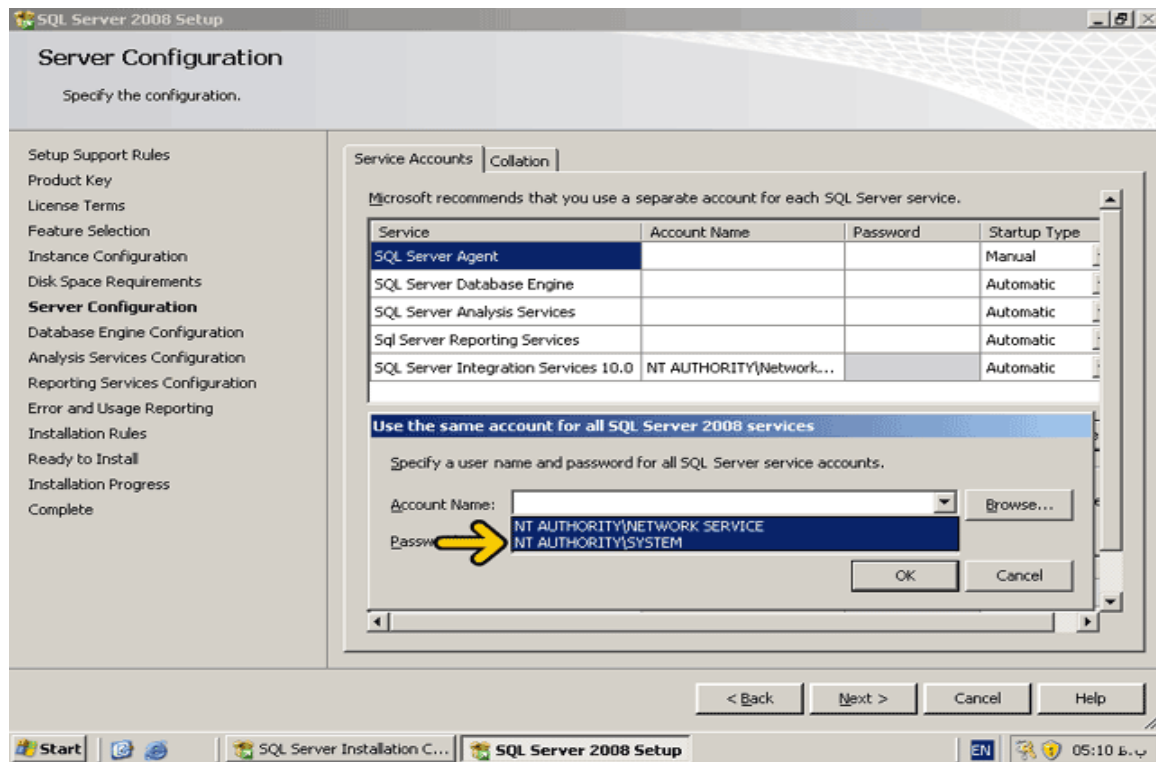 SQL Server 2008 Setup
Server Configuration
Specify the configuration.
Setup Support Rules
Product Key
License Terms
Feature Selection
Instance Configuration
Disk Space Requirements
Server Configuration
Database Engine Configuration
Analysis Services Configuration
Reporting Services Configuration
Error and Usage Reporting
Installation Rules
Ready to Install
Installation Progress
Complete
Service Accounts Collation
Microsoft recommends that you use a separate account for each SQL Server service.
Service Account Name Password Startup Type
SQL Server Agent Manual
SQL Server Database Engine Automatic
SQL Server Analysis Services Automatic
Sql Server Reporting Services Automatic
SQL Server Integration Services 10.0 NT AUTHORITY\Network... Automatic
Use the same account for all SQL Server 2008 services
Specify a user name and password for all SQL Server service accounts.
Account Name: Browse...
NT AUTHORITY\NETWORK SERVICE
NT AUTHORITY\SYSTEM
OK Cancel
< Back Next > Cancel Help
Start SQL Server Installation C... SQL Server 2008 Setup EN 05:10 ب.ظ